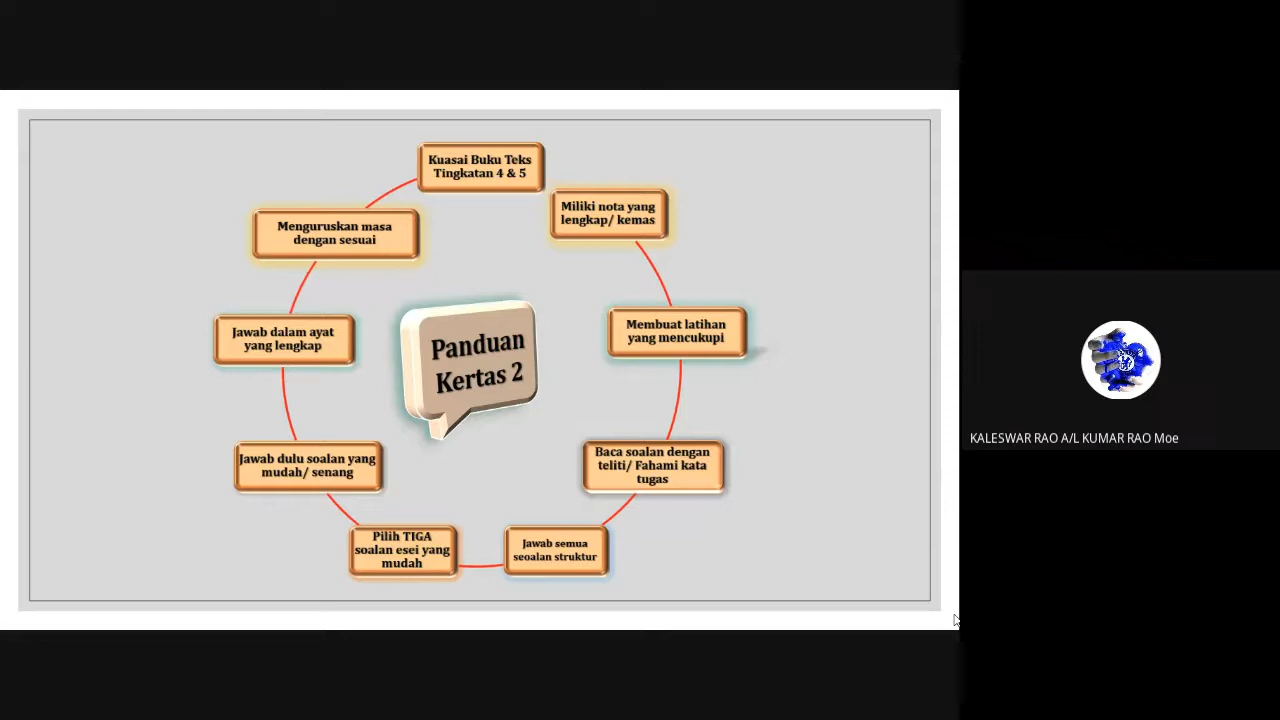 Kuasai Buku Teks
Tingkatan 4 & 5
Miliki nota yang
lengkap/ kemas
Membuat latihan
yang mencukupi
Baca soalan dengan
teliti/ Fahami kata
tugas
Jawab semua
seoalan struktur
Pilih TIGA
soalan esei yang
mudah
Jawab dulu soalan yang
mudah/ senang
Jawab dalam ayat
yang lengkap
Menguruskan masa
dengan sesuai
Panduan
Kertas 2
KALESWAR RAO A/L KUMAR RAO Moe